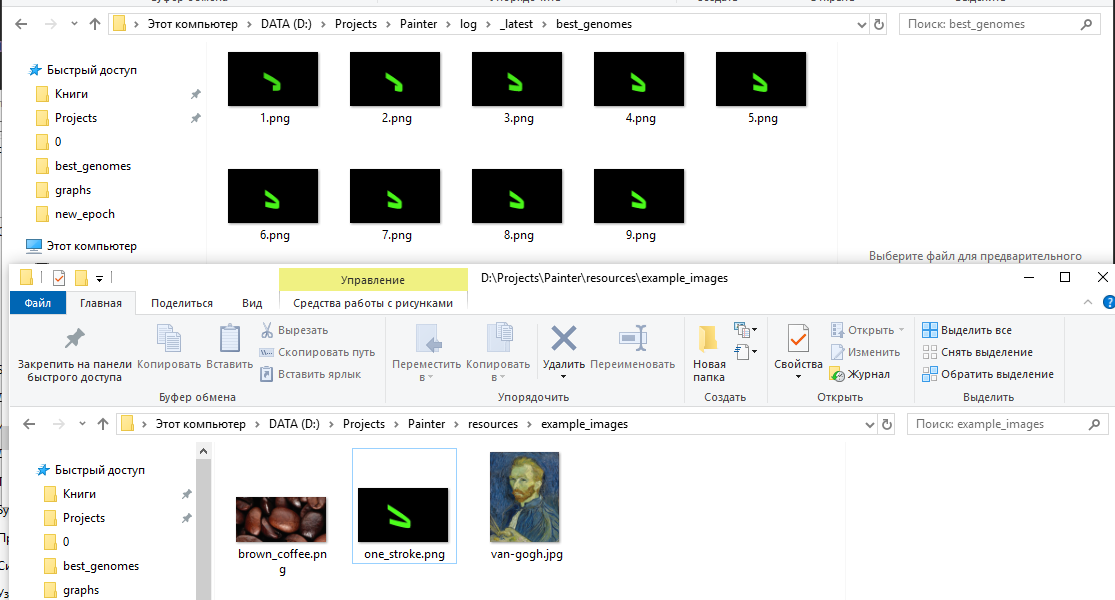 Этот компьютер > DATA (D:) > Projects > Painter > log > _latest > best_genomes
Поиск: best_genomes
Быстрый доступ
Книги
Projects
0
best_genomes
graphs
new_epoch
Этот компьютер
1.png 2.png 3.png 4.png 5.png
6.png 7.png 8.png 9.png
Выберите файл для предварительного
Управление
D:\Projects\Painter\resources\example_images
Файл Главная Поделиться Вид Средства работы с рисунками
Закрепить на панели быстрого доступа
Копировать
Вставить
Вырезать
Скопировать путь
Вставить ярлык
Буфер обмена
Переместить в
Копировать в
Удалить
Переименовать
Упорядочить
Новая папка
Создать
Свойства
Открыть
Изменить
Журнал
Открыть
Выделить все
Снять выделение
Обратить выделение
Выделить
Этот компьютер > DATA (D:) > Projects > Painter > resources > example_images
Поиск: example_images
Быстрый доступ
Книги
Projects
0
best_genomes
graphs
brown_coffee.pn
g
one_stroke.png
van-gogh.jpg